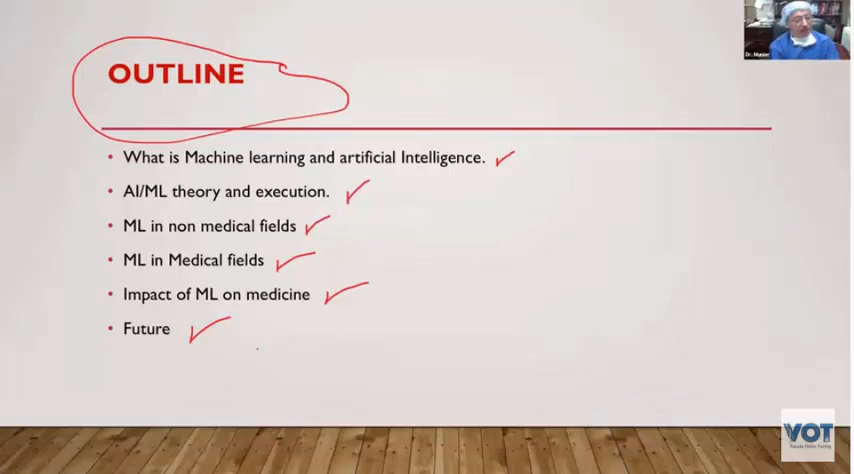 Dr. Munier
OUTLINE
What is Machine learning and artificial Intelligence.
AI/ML theory and execution.
ML in non medical fields
ML in Medical fields
Impact of ML on medicine
Future
VOT